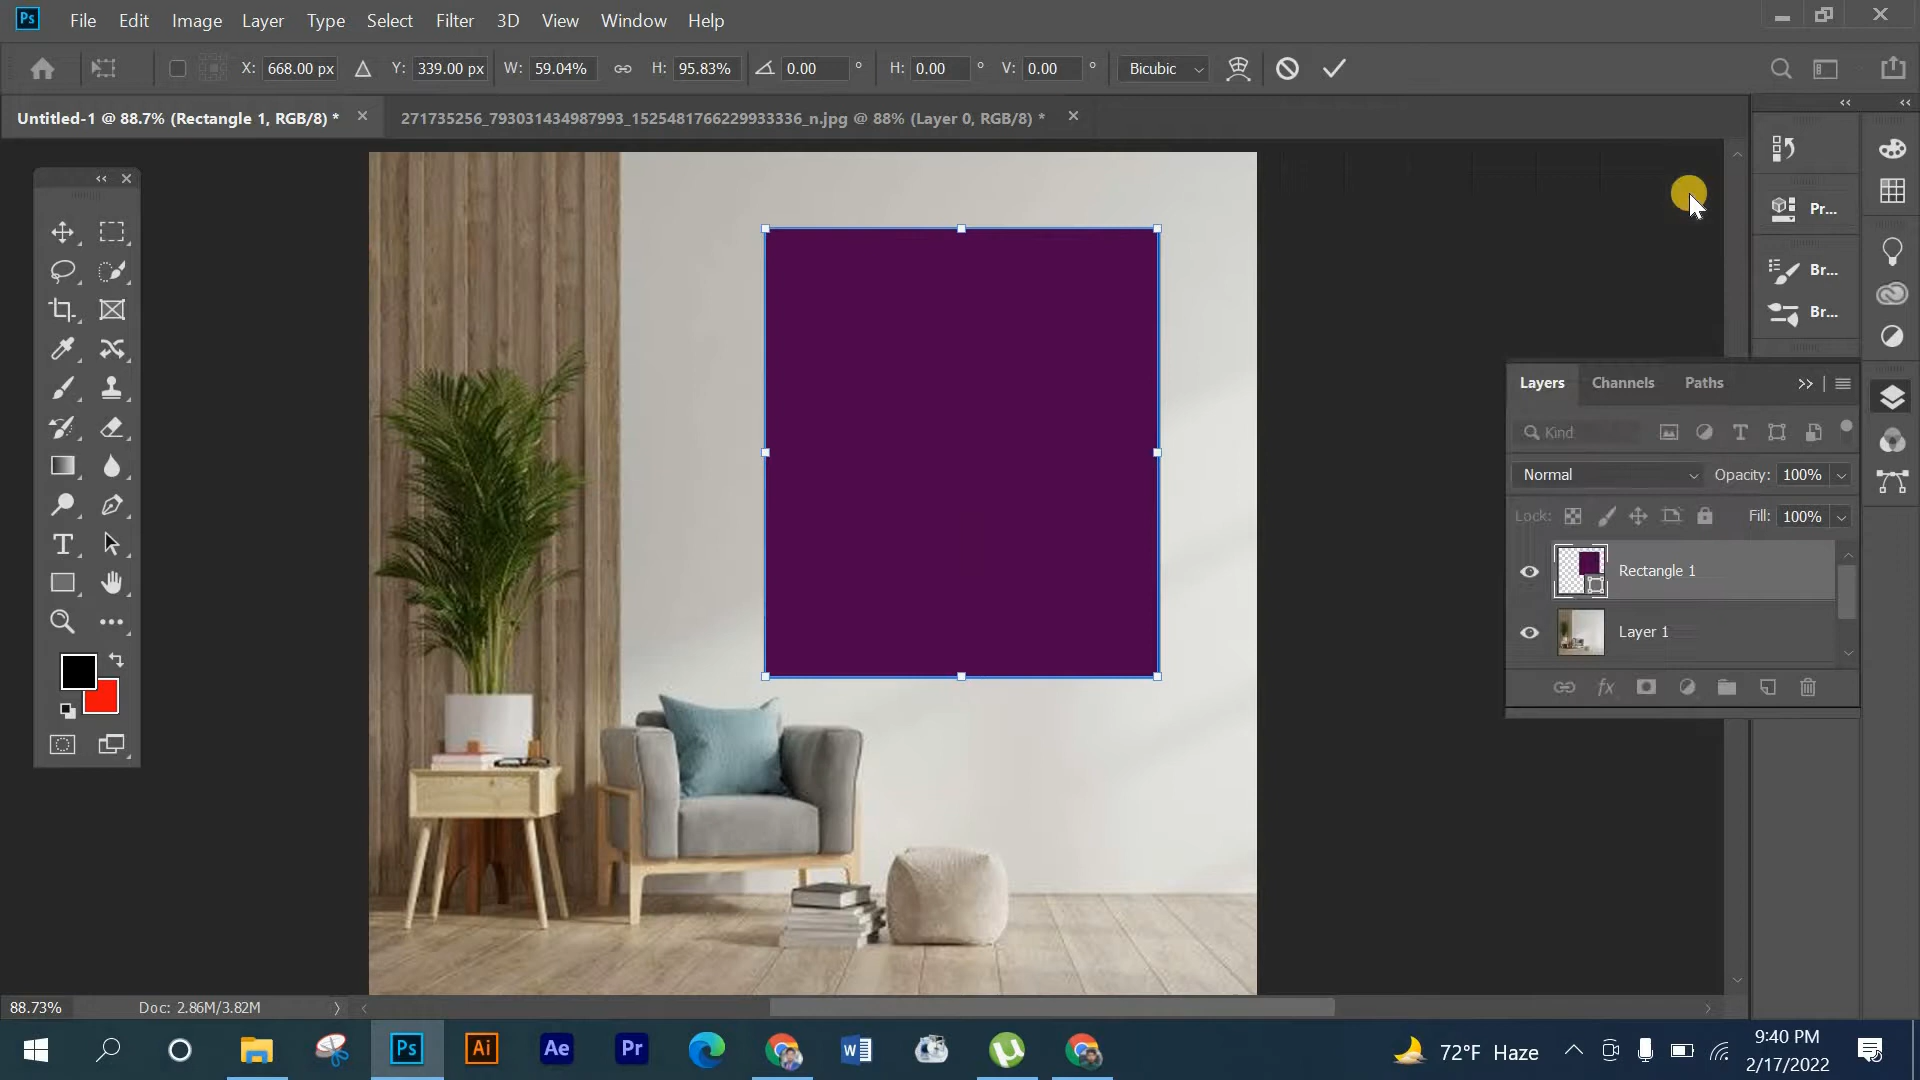 Ps File Edit Image Layer Type Select Filter 3D View Window Help
X: 668.00 px Y: 339.00 px W: 59.04% H: 95.83% 0.00 ° H: 0.00 ° V: 0.00 ° Bicubic
Untitled-1 @ 88.7% (Rectangle 1, RGB/8) * × 271735256_793031434987993_1525481766229933336_n.jpg @ 88% (Layer 0, RGB/8) * ×
Pr...
Br...
Br...
Layers Channels Paths
Kind
Normal Opacity: 100%
Lock: Fill: 100%
Rectangle 1
Layer 1
88.73% Doc: 2.86M/3.82M
Ps Ai Ae Pr W 72°F Haze 9:40 PM
2/17/2022